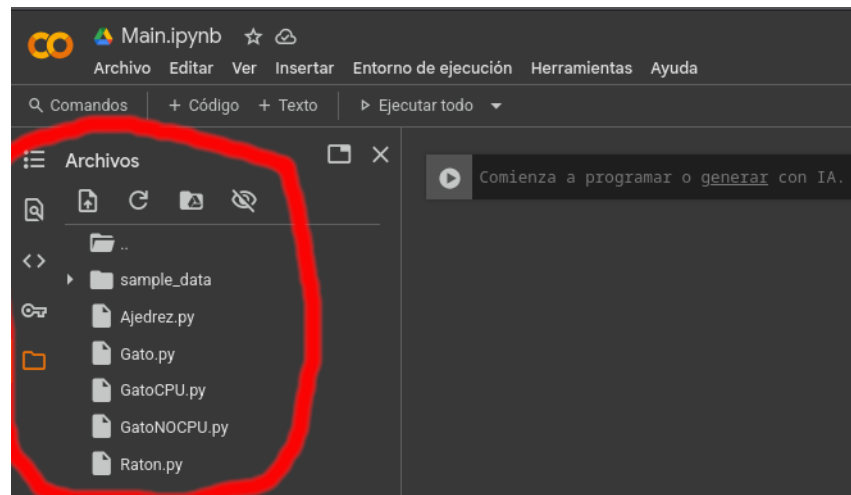 Main.ipynb
Archivo Editar Ver Insertar Entorno de ejecución Herramientas Ayuda
Comandos + Código + Texto Ejecutar todo
Archivos
Comienza a programar o generar con IA.
..
sample_data
Ajedrez.py
Gato.py
GatoCPU.py
GatoNOCPU.py
Raton.py